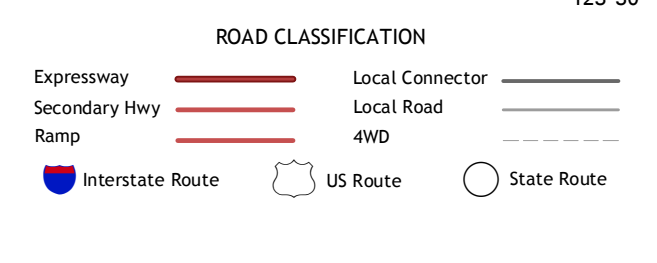 ROAD CLASSIFICATION
Expressway
Local Connector
Secondary Hwy
Local Road
Ramp
4WD
Interstate Route
US Route
State Route